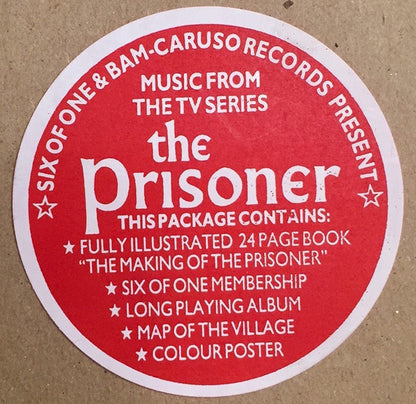 SIX OF ONE & BAM-CARUSO RECORDS PRESENT
MUSIC FROM
THE TV SERIES
the
Prisoner
THIS PACKAGE CONTAINS:
★ FULLY ILLUSTRATED 24 PAGE BOOK
"THE MAKING OF THE PRISONER"
★ SIX OF ONE MEMBERSHIP
★ LONG PLAYING ALBUM
★ MAP OF THE VILLAGE
★ COLOUR POSTER